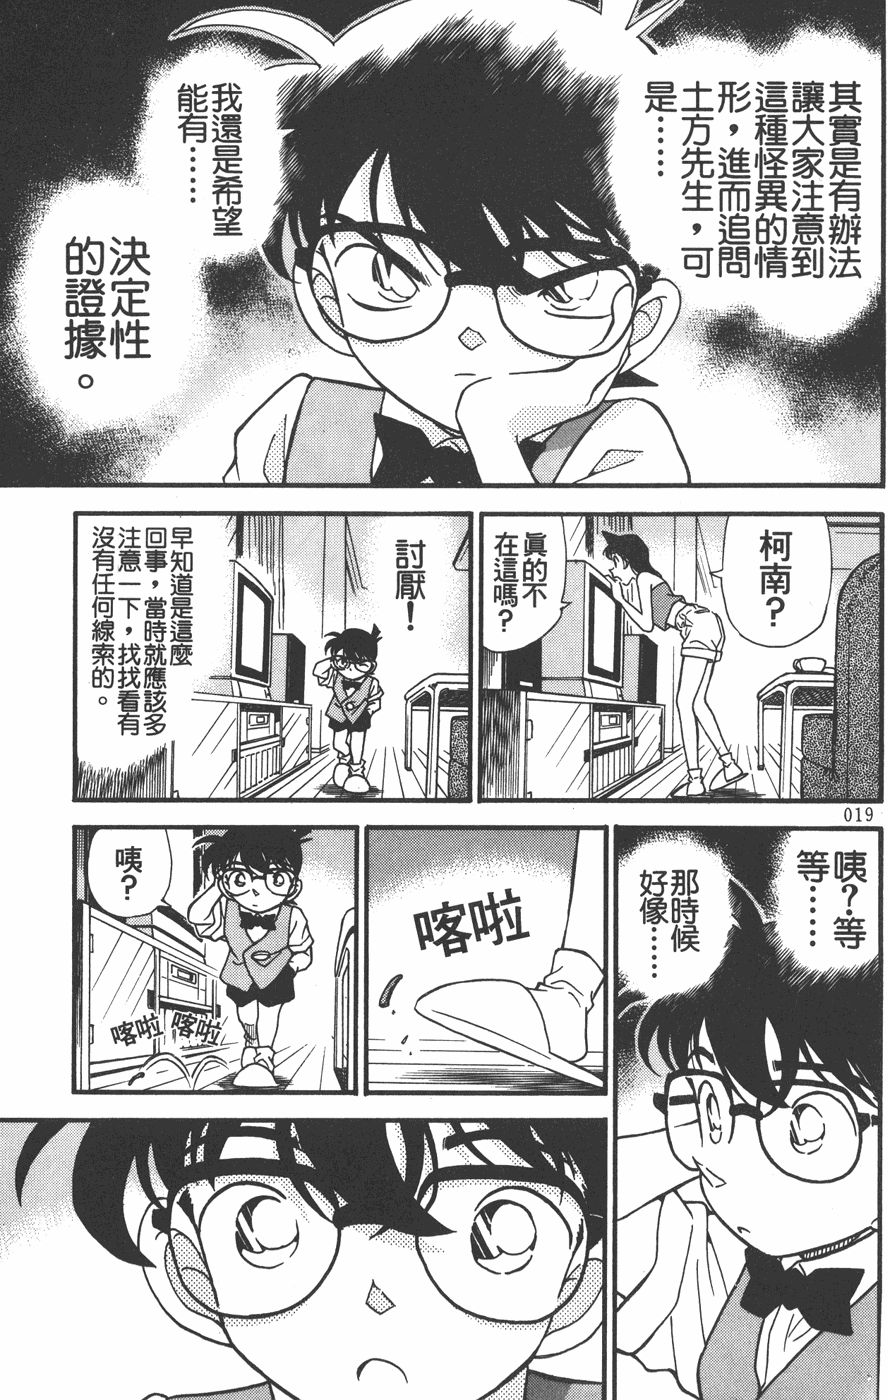 其實是有辦法
讓大家注意到
這種怪異的情
形，進而追問
土方先生，可
是……
我還是希望
能有……
決定性
的證據。
柯南？
真的不
在這嗎？
討厭！
早知道是這麼
回事，當時就應該多
注意一下，找找看有
沒有任何線索的。
019
咦？等
等……
那時候
好像……
喀啦
咦？
喀啦 喀啦